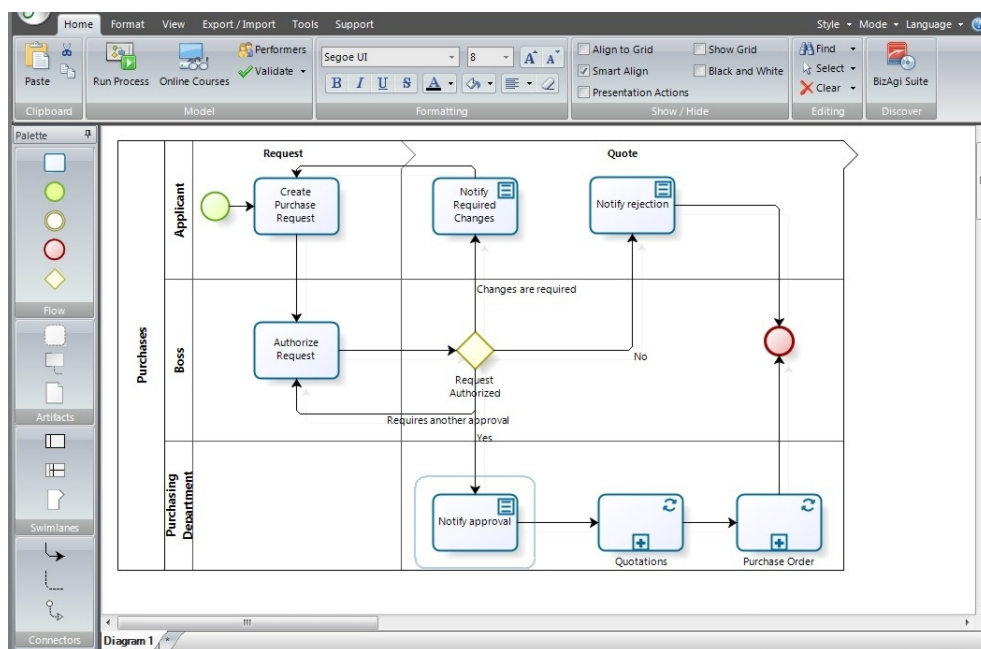 Home Format View Export / Import Tools Support Style Mode Language
Paste
Clipboard
Run Process
Online Courses
Performers
Validate
Model
Segoe UI 8 A A
B I U S A
Formatting
Align to Grid
Smart Align
Presentation Actions
Show Grid
Black and White
Show / Hide
Find
Select
Clear
Editing
BizAgi Suite
Discover
Palette
Flow
Artifacts
Swimlanes
Connectors
Request
Quote
Purchases
Applicant
Create
Purchase
Request
Notify
Required
Changes
Notify rejection
Boss
Changes are required
Authorize
Request
Request
Authorized
No
Requires another approval
Yes
Purchasing
Department
Notify approval
Quotations
Purchase Order
Diagram 1 *